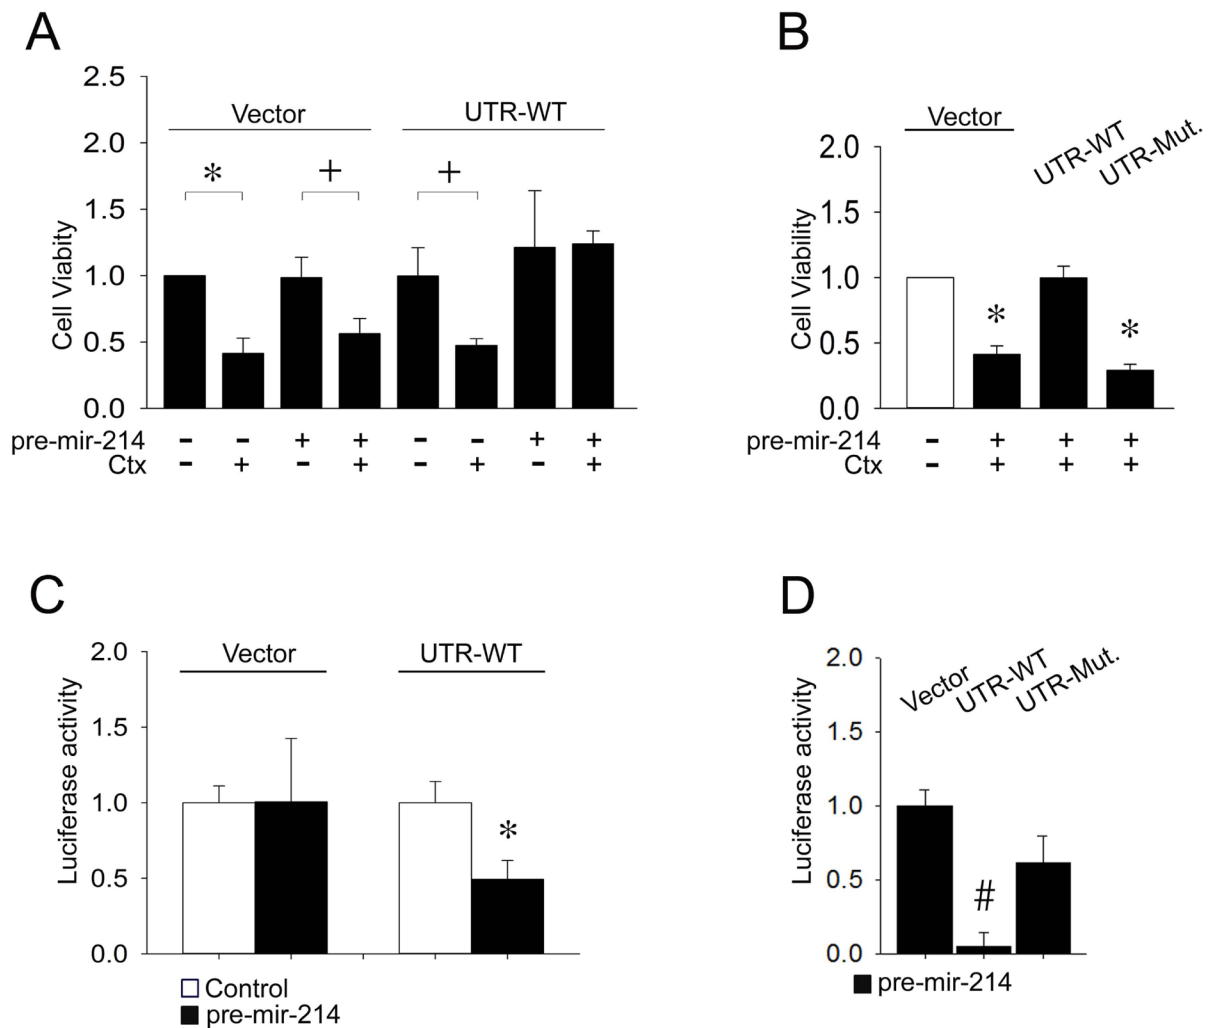 A
Cell Viabity
2.5
2.0
1.5
1.0
0.5
0.0
Vector
UTR-WT
*
+
+
pre-mir-214 - - + + - - + +
Ctx - + - + - + - +
B
Cell Viability
2.0
1.5
1.0
0.5
0.0
Vector
UTR-WT
UTR-Mut.
*
*
pre-mir-214 - + + +
Ctx - + + +
C
Luciferase activity
2.0
1.5
1.0
0.5
0.0
Vector
UTR-WT
*
Control
pre-mir-214
D
Luciferase activity
2.0
1.5
1.0
0.5
0.0
Vector
UTR-WT
UTR-Mut.
#
pre-mir-214